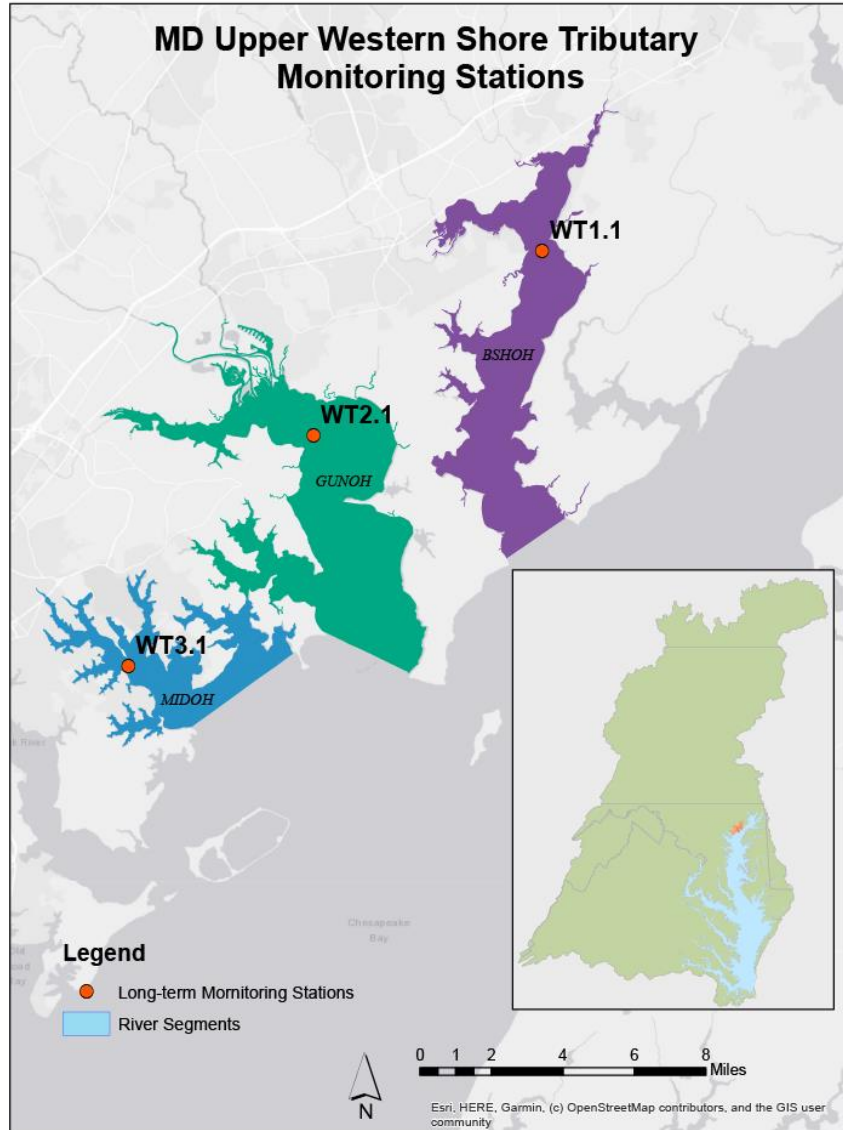 MD Upper Western Shore Tributary
Monitoring Stations
WT1.1
BSHOH
WT2.1
GUNOH
WT3.1
MIDOH
River
Chesapeake
Bay
Legend
Long-term Mornitoring Stations
River Segments
0 1 2 4 6 8
Miles
N
Esri, HERE, Garmin, (c) OpenStreetMap contributors, and the GIS user
community